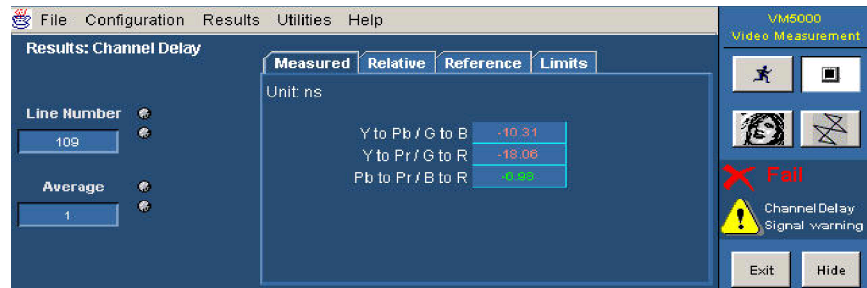 File Configuration Results Utilities Help
VM5000
Video Measurement
Results: Channel Delay
Measured Relative Reference Limits
Unit: ns
Line Number
109
Y to Pb / G to B -10.31
Y to Pr / G to R -18.06
Pb to Pr / B to R -6.93
Average
1
Fail
Channel Delay
Signal warning
Exit Hide